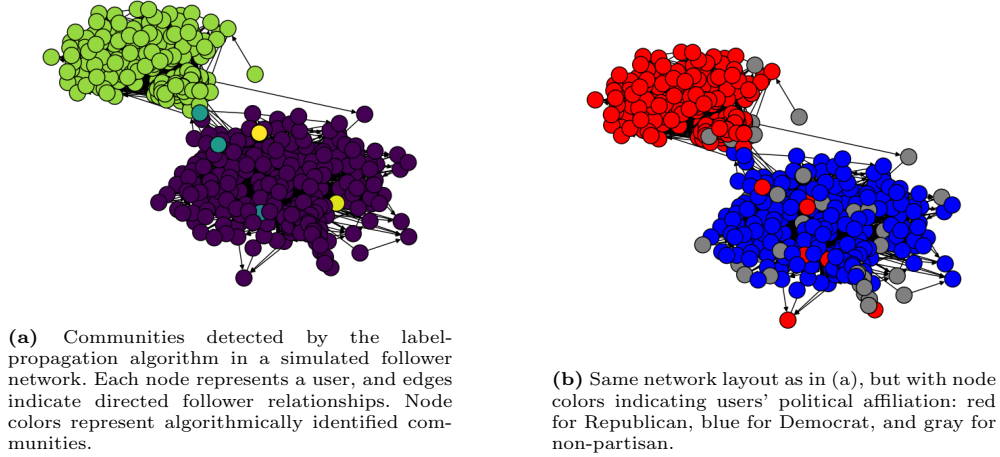 (a) Communities detected by the label-
propagation algorithm in a simulated follower
network. Each node represents a user, and edges
indicate directed follower relationships. Node
colors represent algorithmically identified com-
munities.
(b) Same network layout as in (a), but with node
colors indicating users' political affiliation: red
for Republican, blue for Democrat, and gray for
non-partisan.